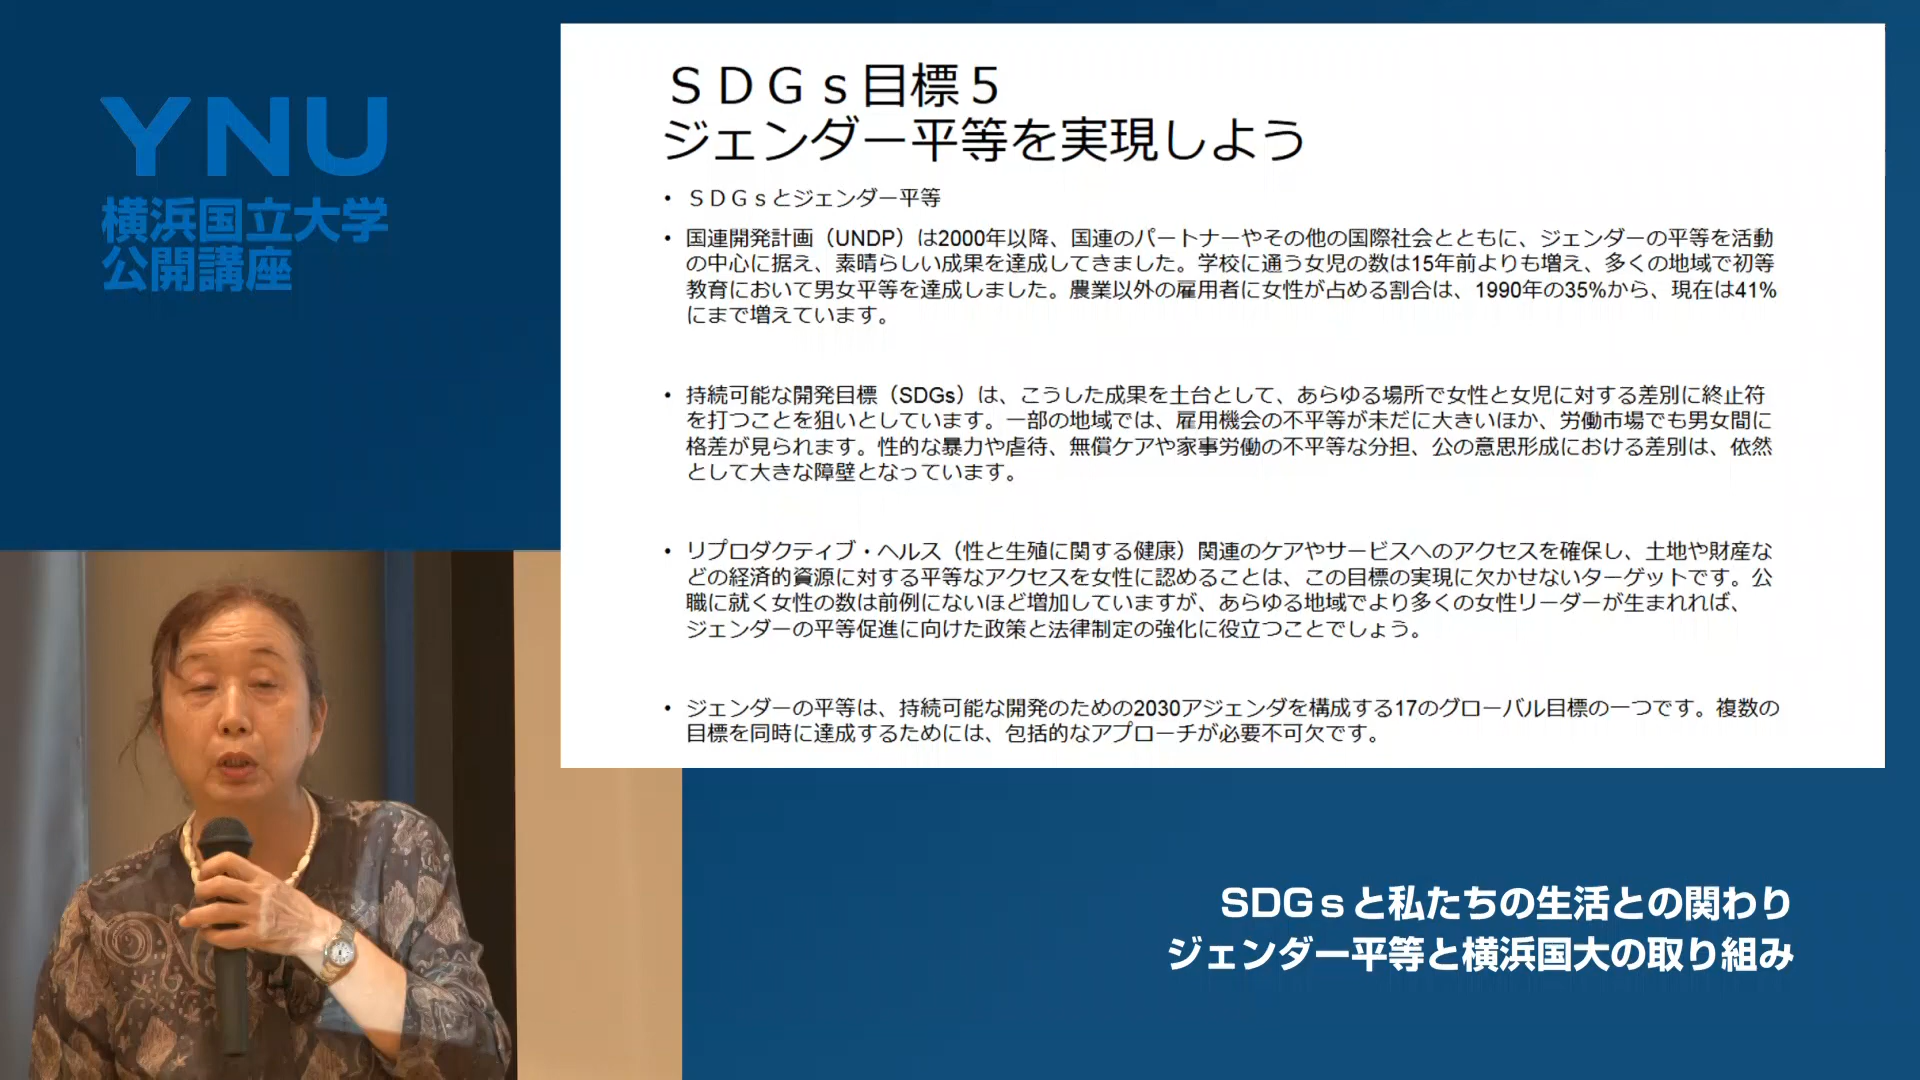 YNU
横浜国立大学
公開講座
ＳＤＧｓ目標５
ジェンダー平等を実現しよう
• ＳＤＧｓとジェンダー平等
• 国連開発計画（UNDP）は2000年以降、国連のパートナーやその他の国際社会とともに、ジェンダーの平等を活動
の中心に据え、素晴らしい成果を達成してきました。学校に通う女児の数は15年前よりも増え、多くの地域で初等
教育において男女平等を達成しました。農業以外の雇用者に女性が占める割合は、1990年の35%から、現在は41%
にまで増えています。
• 持続可能な開発目標（SDGs）は、こうした成果を土台として、あらゆる場所で女性と女児に対する差別に終止符
を打つことを狙いとしています。一部の地域では、雇用機会の不平等が未だに大きいほか、労働市場でも男女間に
格差が見られます。性的な暴力や虐待、無償ケアや家事労働の不平等な分担、公の意思形成における差別は、依然
として大きな障壁となっています。
• リプロダクティブ・ヘルス（性と生殖に関する健康）関連のケアやサービスへのアクセスを確保し、土地や財産な
どの経済的資源に対する平等なアクセスを女性に認めることは、この目標の実現に欠かせないターゲットです。公
職に就く女性の数は前例にないほど増加していますが、あらゆる地域でより多くの女性リーダーが生まれれば、
ジェンダーの平等促進に向けた政策と法律制定の強化に役立つことでしょう。
• ジェンダーの平等は、持続可能な開発のための2030アジェンダを構成する17のグローバル目標の一つです。複数の
目標を同時に達成するためには、包括的なアプローチが必要不可欠です。
SDGｓと私たちの生活との関わり
ジェンダー平等と横浜国大の取り組み